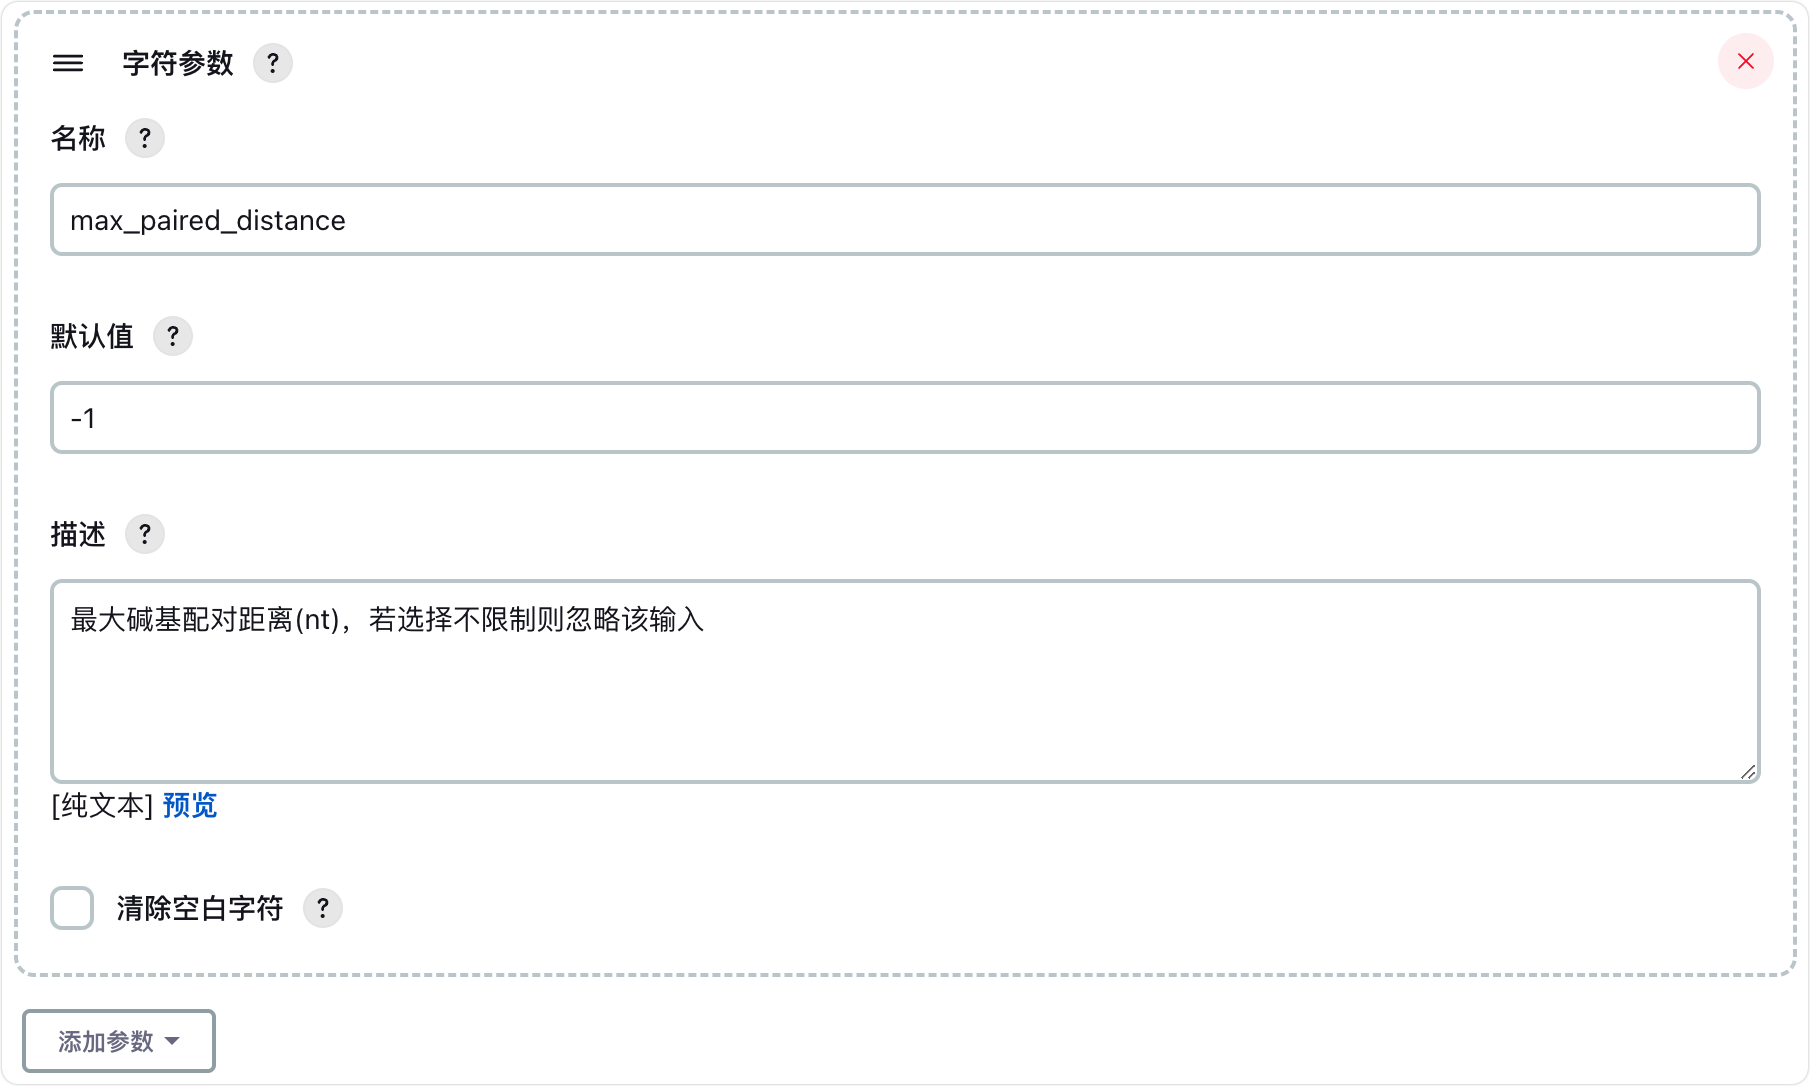 字符参数 ?
名称 ?
max_paired_distance
默认值 ?
-1
描述 ?
最大碱基配对距离(nt)，若选择不限制则忽略该输入
[纯文本] 预览
清除空白字符 ?
添加参数